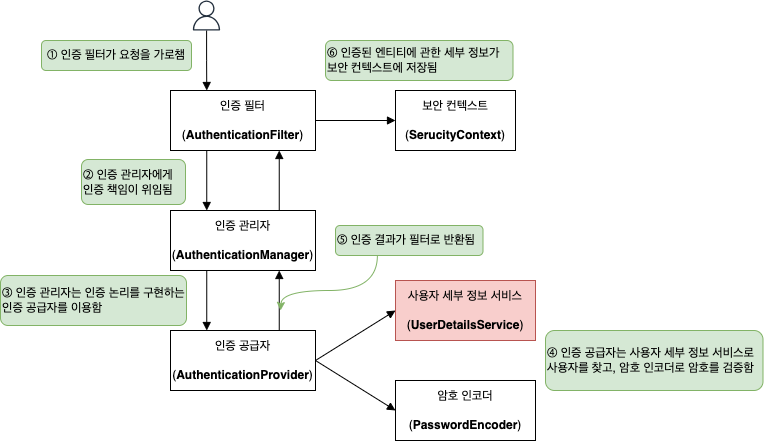 ① 인증 필터가 요청을 가로챔
⑥ 인증된 엔티티에 관한 세부 정보가
보안 컨텍스트에 저장됨
인증 필터
(AuthenticationFilter)
보안 컨텍스트
(SerucityContext)
② 인증 관리자에게
인증 책임이 위임됨
인증 관리자
(AuthenticationManager)
⑤ 인증 결과가 필터로 반환됨
③ 인증 관리자는 인증 논리를 구현하는
인증 공급자를 이용함
사용자 세부 정보 서비스
(UserDetailsService)
인증 공급자
(AuthenticationProvider)
④ 인증 공급자는 사용자 세부 정보 서비스로
사용자를 찾고, 암호 인코더로 암호를 검증함
암호 인코더
(PasswordEncoder)